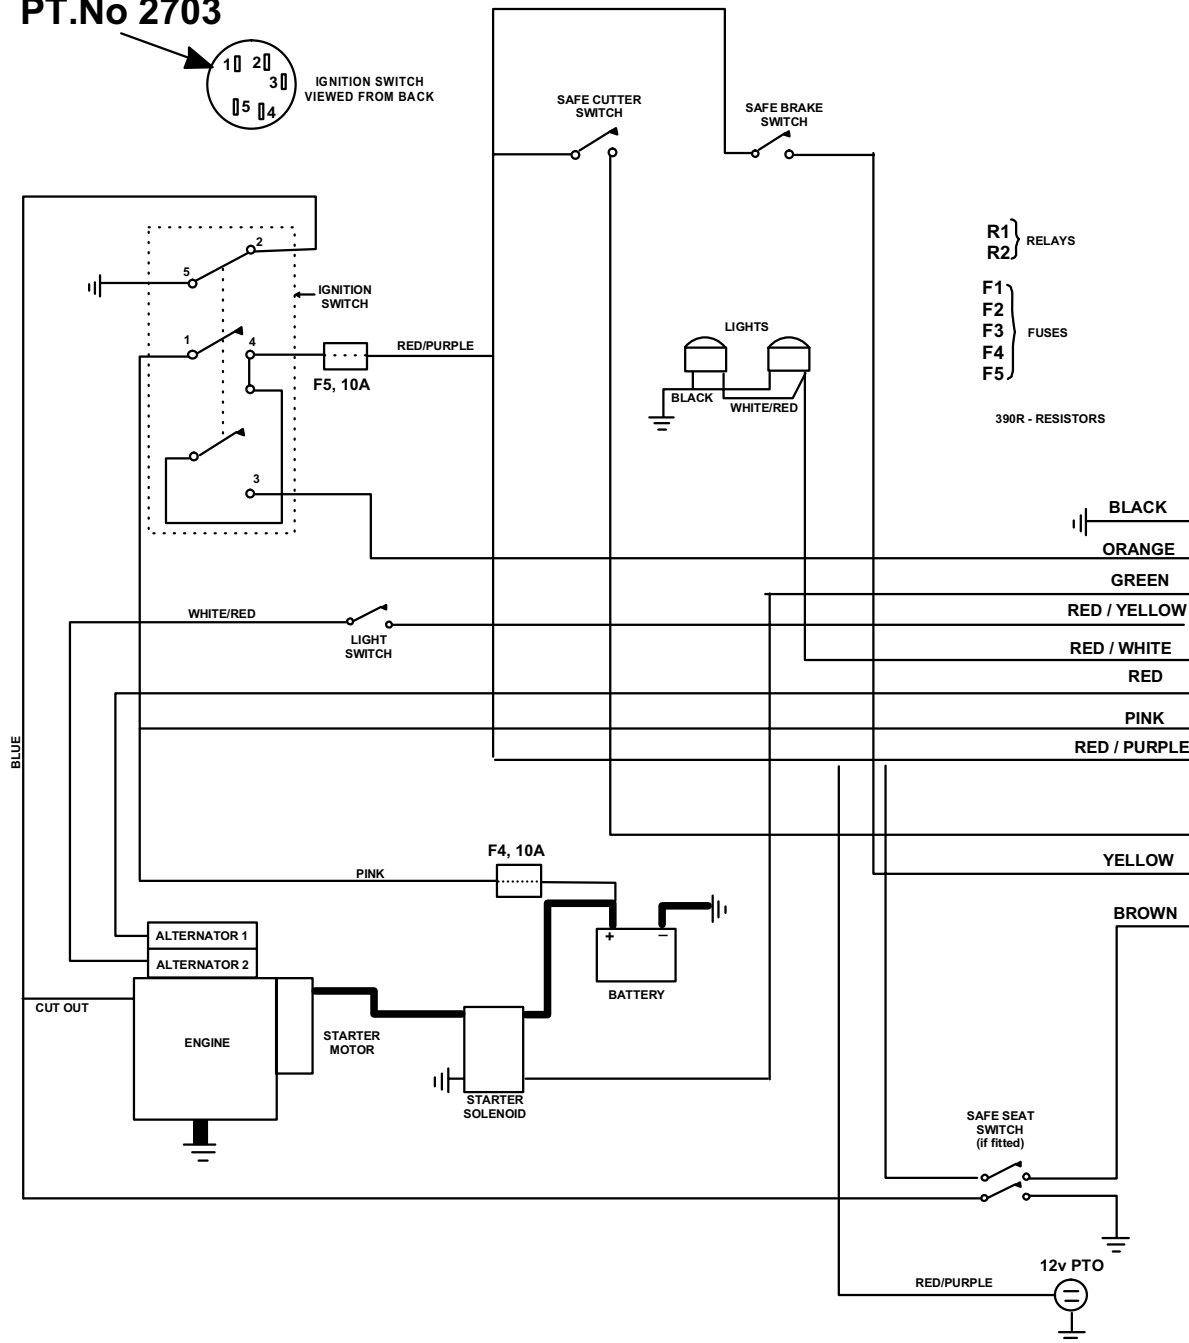 PT.No 2703
1
2
3
5
4
IGNITION SWITCH
VIEWED FROM BACK
SAFE CUTTER
SWITCH
SAFE BRAKE
SWITCH
R1
R2
RELAYS
F1
F2
F3
F4
F5
FUSES
390R - RESISTORS
2
5
IGNITION
SWITCH
1
4
RED/PURPLE
F5, 10A
3
LIGHTS
BLACK
WHITE/RED
BLACK
ORANGE
GREEN
RED / YELLOW
RED / WHITE
RED
PINK
RED / PURPLE
YELLOW
BROWN
WHITE/RED
LIGHT
SWITCH
BLUE
F4, 10A
PINK
+
–
BATTERY
ALTERNATOR 1
ALTERNATOR 2
CUT OUT
ENGINE
STARTER
MOTOR
STARTER
SOLENOID
SAFE SEAT
SWITCH
(if fitted)
12v PTO
RED/PURPLE